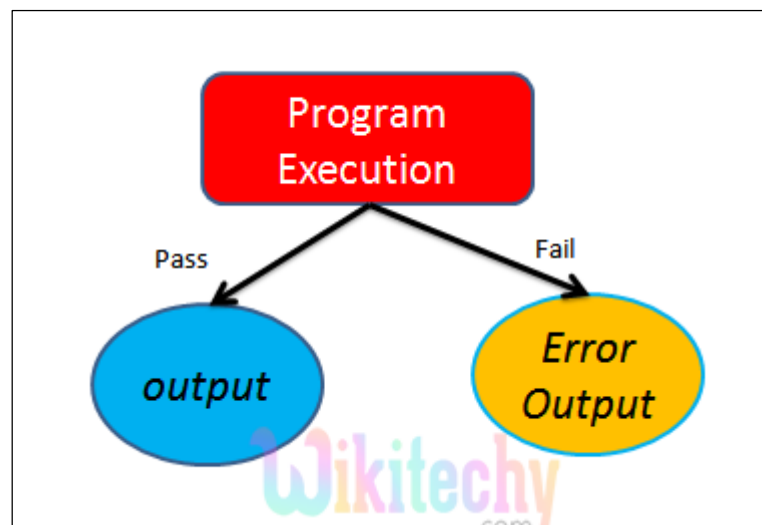 Program
Execution
Pass
Fail
output
Error
Output
Wikitechy
.com